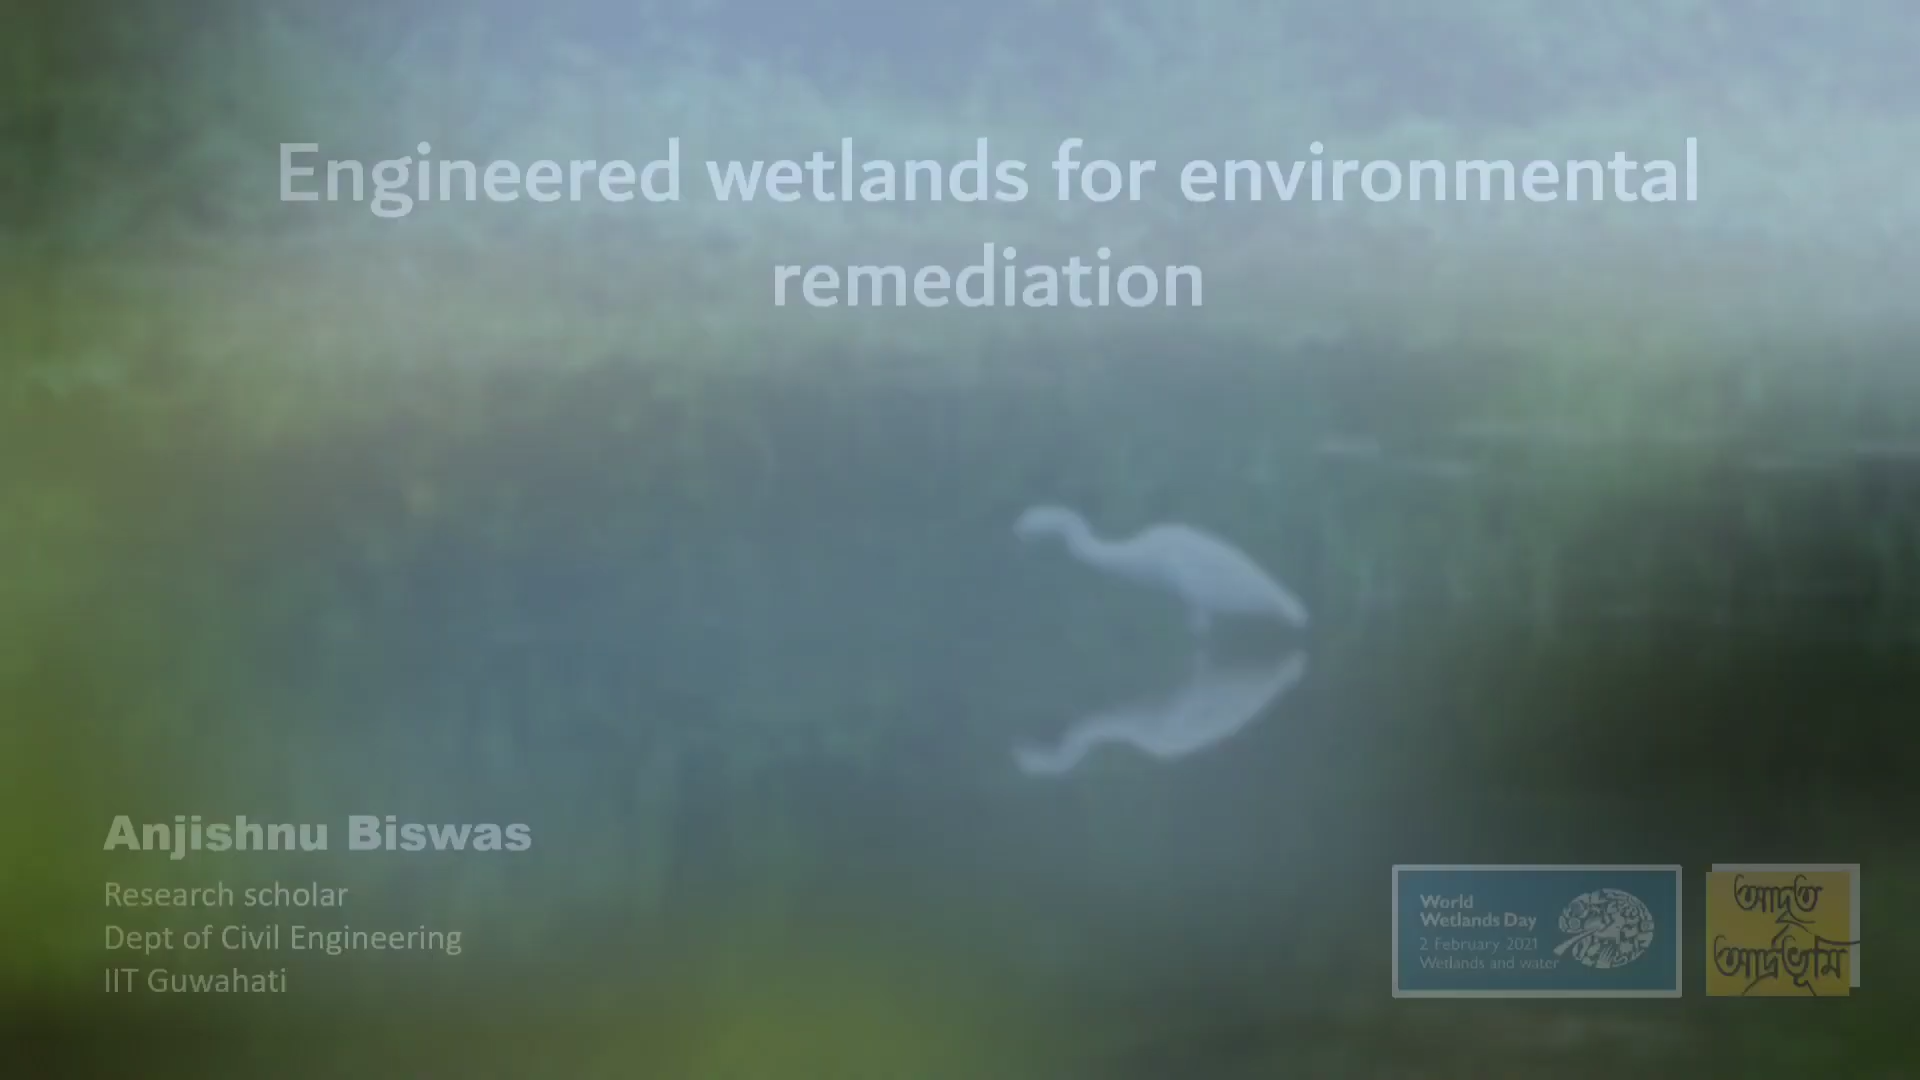 Engineered wetlands for environmental
remediation
Anjishnu Biswas
Research scholar
Dept of Civil Engineering
IIT Guwahati
World
Wetlands Day
2 February 2021
Wetlands and water
আদৃত
আর্দ্রভূমি